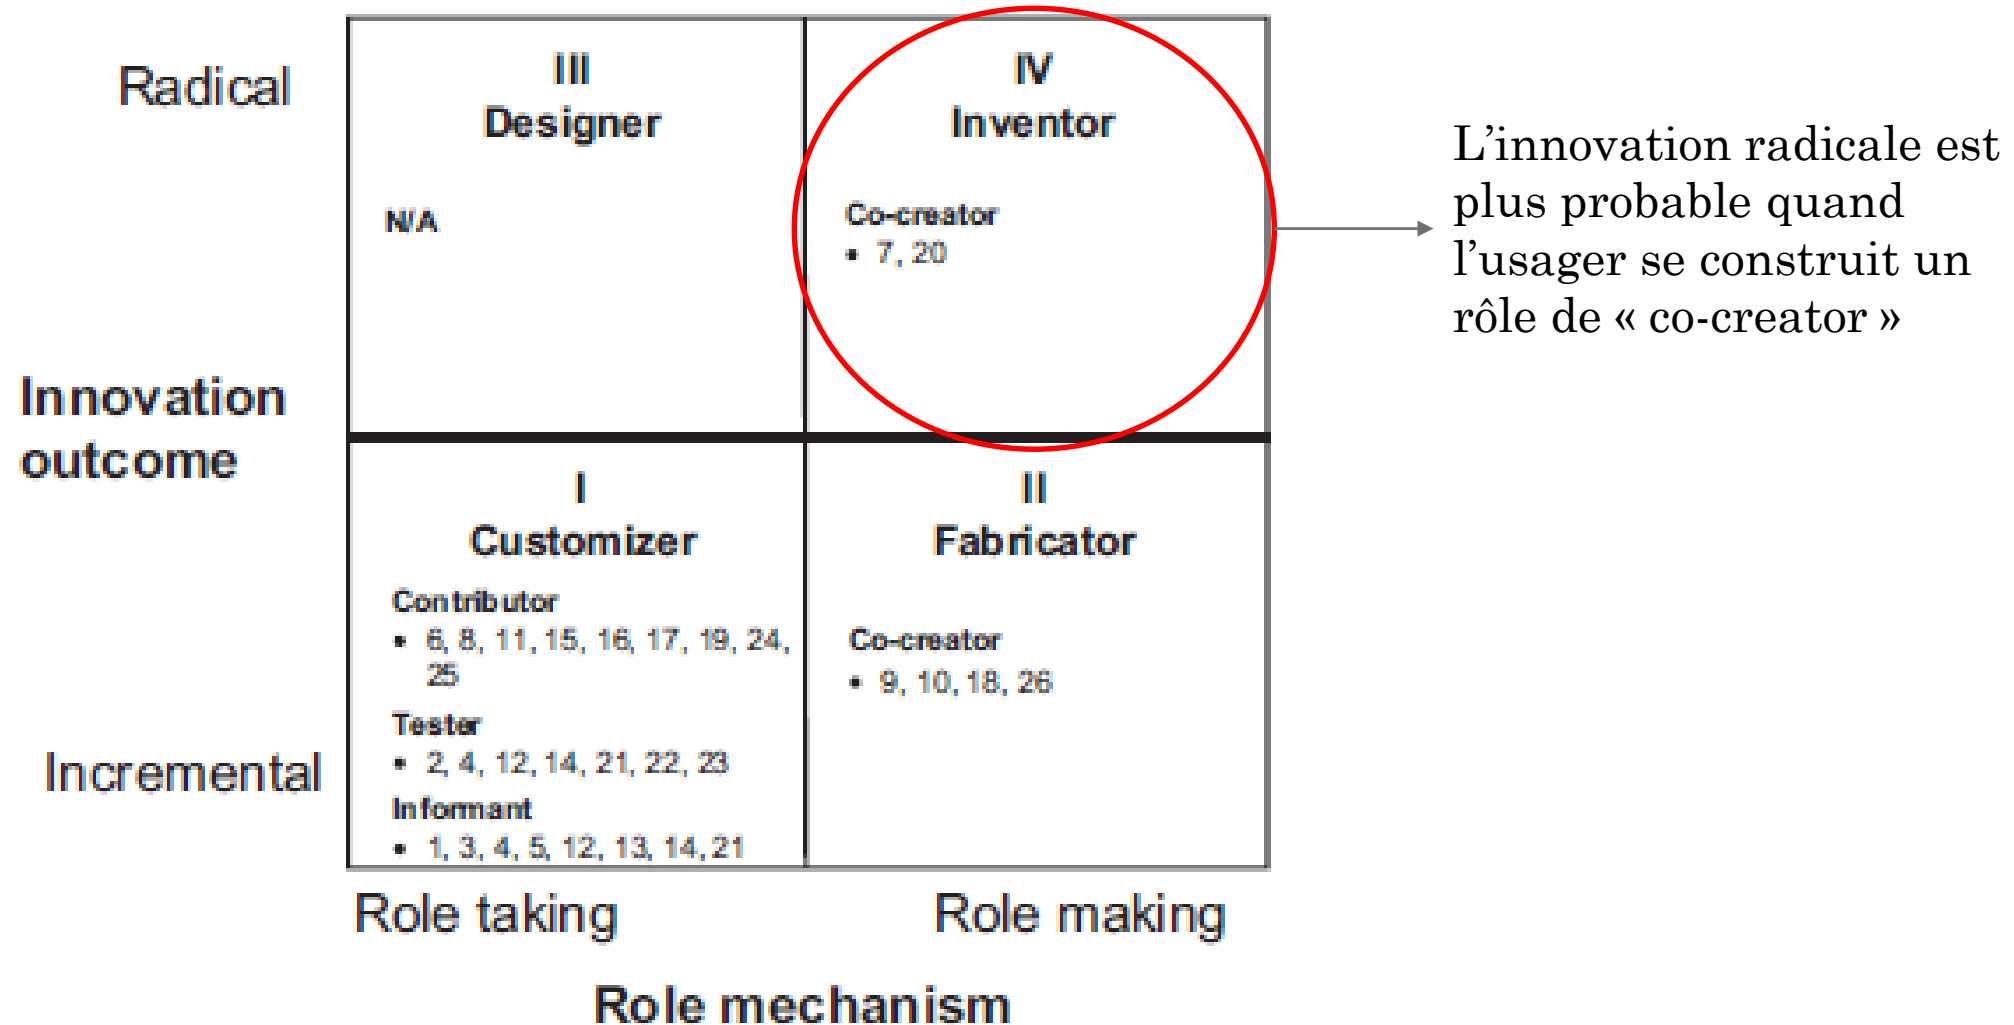 Radical
III
Designer
N/A
IV
Inventor
Co-creator
• 7, 20
L’innovation radicale est
plus probable quand
l’usager se construit un
rôle de « co-creator »
Innovation
outcome
I
Customizer
Contributor
• 6, 8, 11, 15, 16, 17, 19, 24,
25
Tester
• 2, 4, 12, 14, 21, 22, 23
Informant
• 1, 3, 4, 5, 12, 13, 14, 21
II
Fabricator
Co-creator
• 9, 10, 18, 26
Incremental
Role taking
Role making
Role mechanism